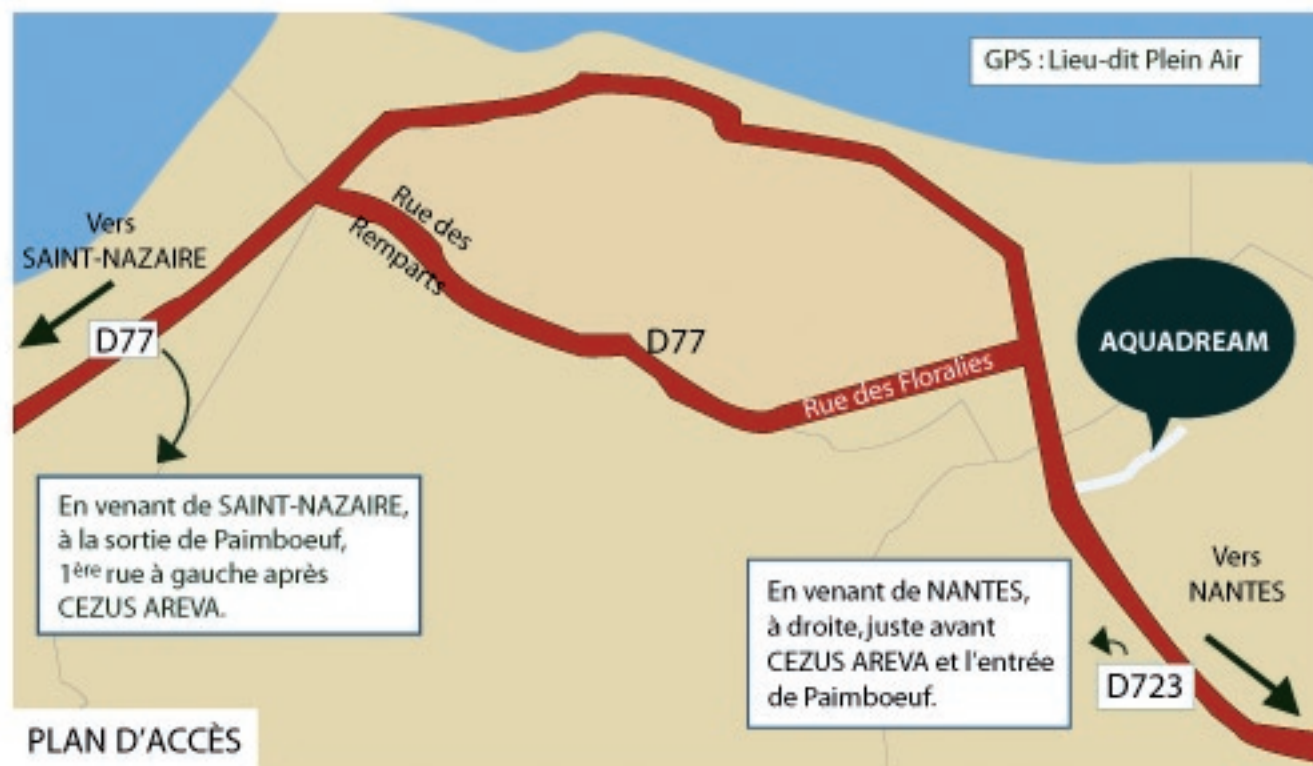 GPS : Lieu-dit Plein Air
Vers
SAINT-NAZAIRE
D77
Rue des
Remparts
D77
Rue des Floralies
AQUADREAM
En venant de SAINT-NAZAIRE,
à la sortie de Paimboeuf,
1ère rue à gauche après
CEZUS AREVA.
En venant de NANTES,
à droite, juste avant
CEZUS AREVA et l'entrée
de Paimboeuf.
Vers
NANTES
D723
PLAN D'ACCÈS